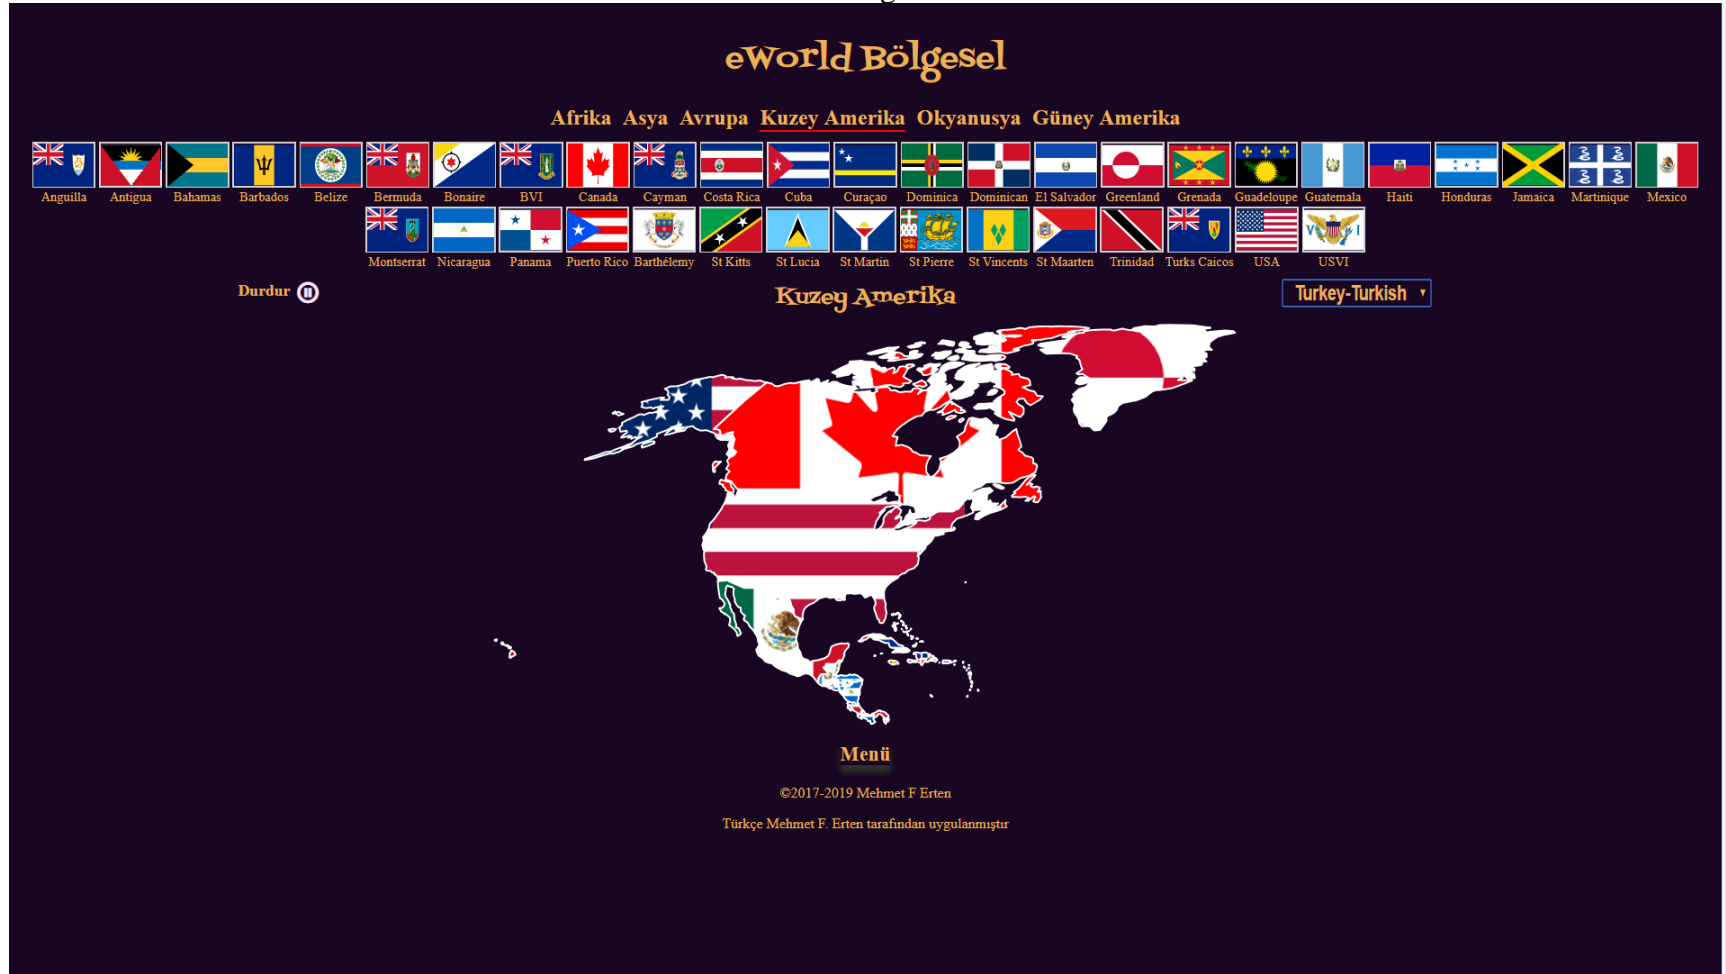 eWorld Bölgesel
Afrika Asya Avrupa Kuzey Amerika Okyanusya Güney Amerika
Anguilla Antigua Bahamas Barbados Belize Bermuda Bonaire BVI Canada Cayman Costa Rica Cuba Curaçao Dominica Dominican El Salvador Greenland Grenada Guadeloupe Guatemala Haiti Honduras Jamaica Martinique Mexico
Montserrat Nicaragua Panama Puerto Rico Barthélemy St Kitts St Lucia St Martin St Pierre St Vincents St Maarten Trinidad Turks Caicos USA USVI
Durdur Kuzey Amerika Turkey-Turkish
Menü
©2017-2019 Mehmet F Erten
Türkçe Mehmet F. Erten tarafından uygulanmıştır